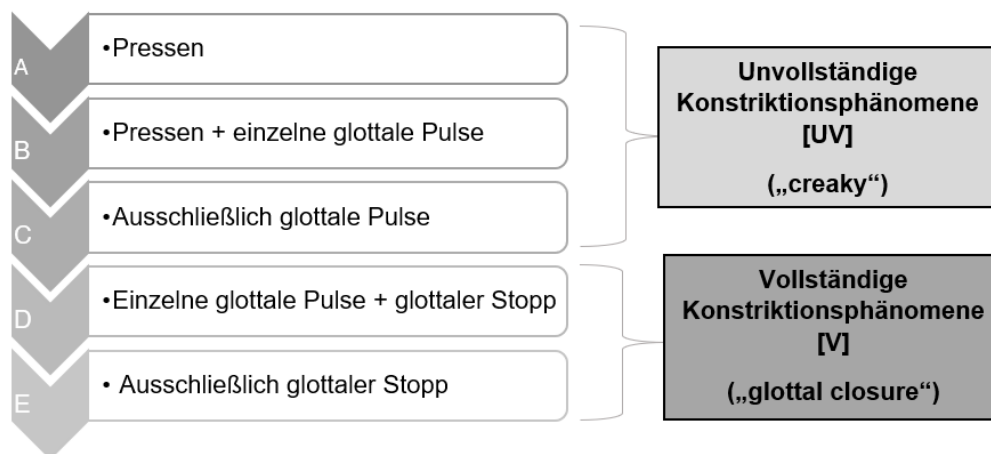 A
•Pressen
B
•Pressen + einzelne glottale Pulse
C
•Ausschließlich glottale Pulse
D
•Einzelne glottale Pulse + glottaler Stopp
E
• Ausschließlich glottaler Stopp
Unvollständige
Konstriktionsphänomene
[UV]
(„creaky“)
Vollständige
Konstriktionsphänomene
[V]
(„glottal closure“)